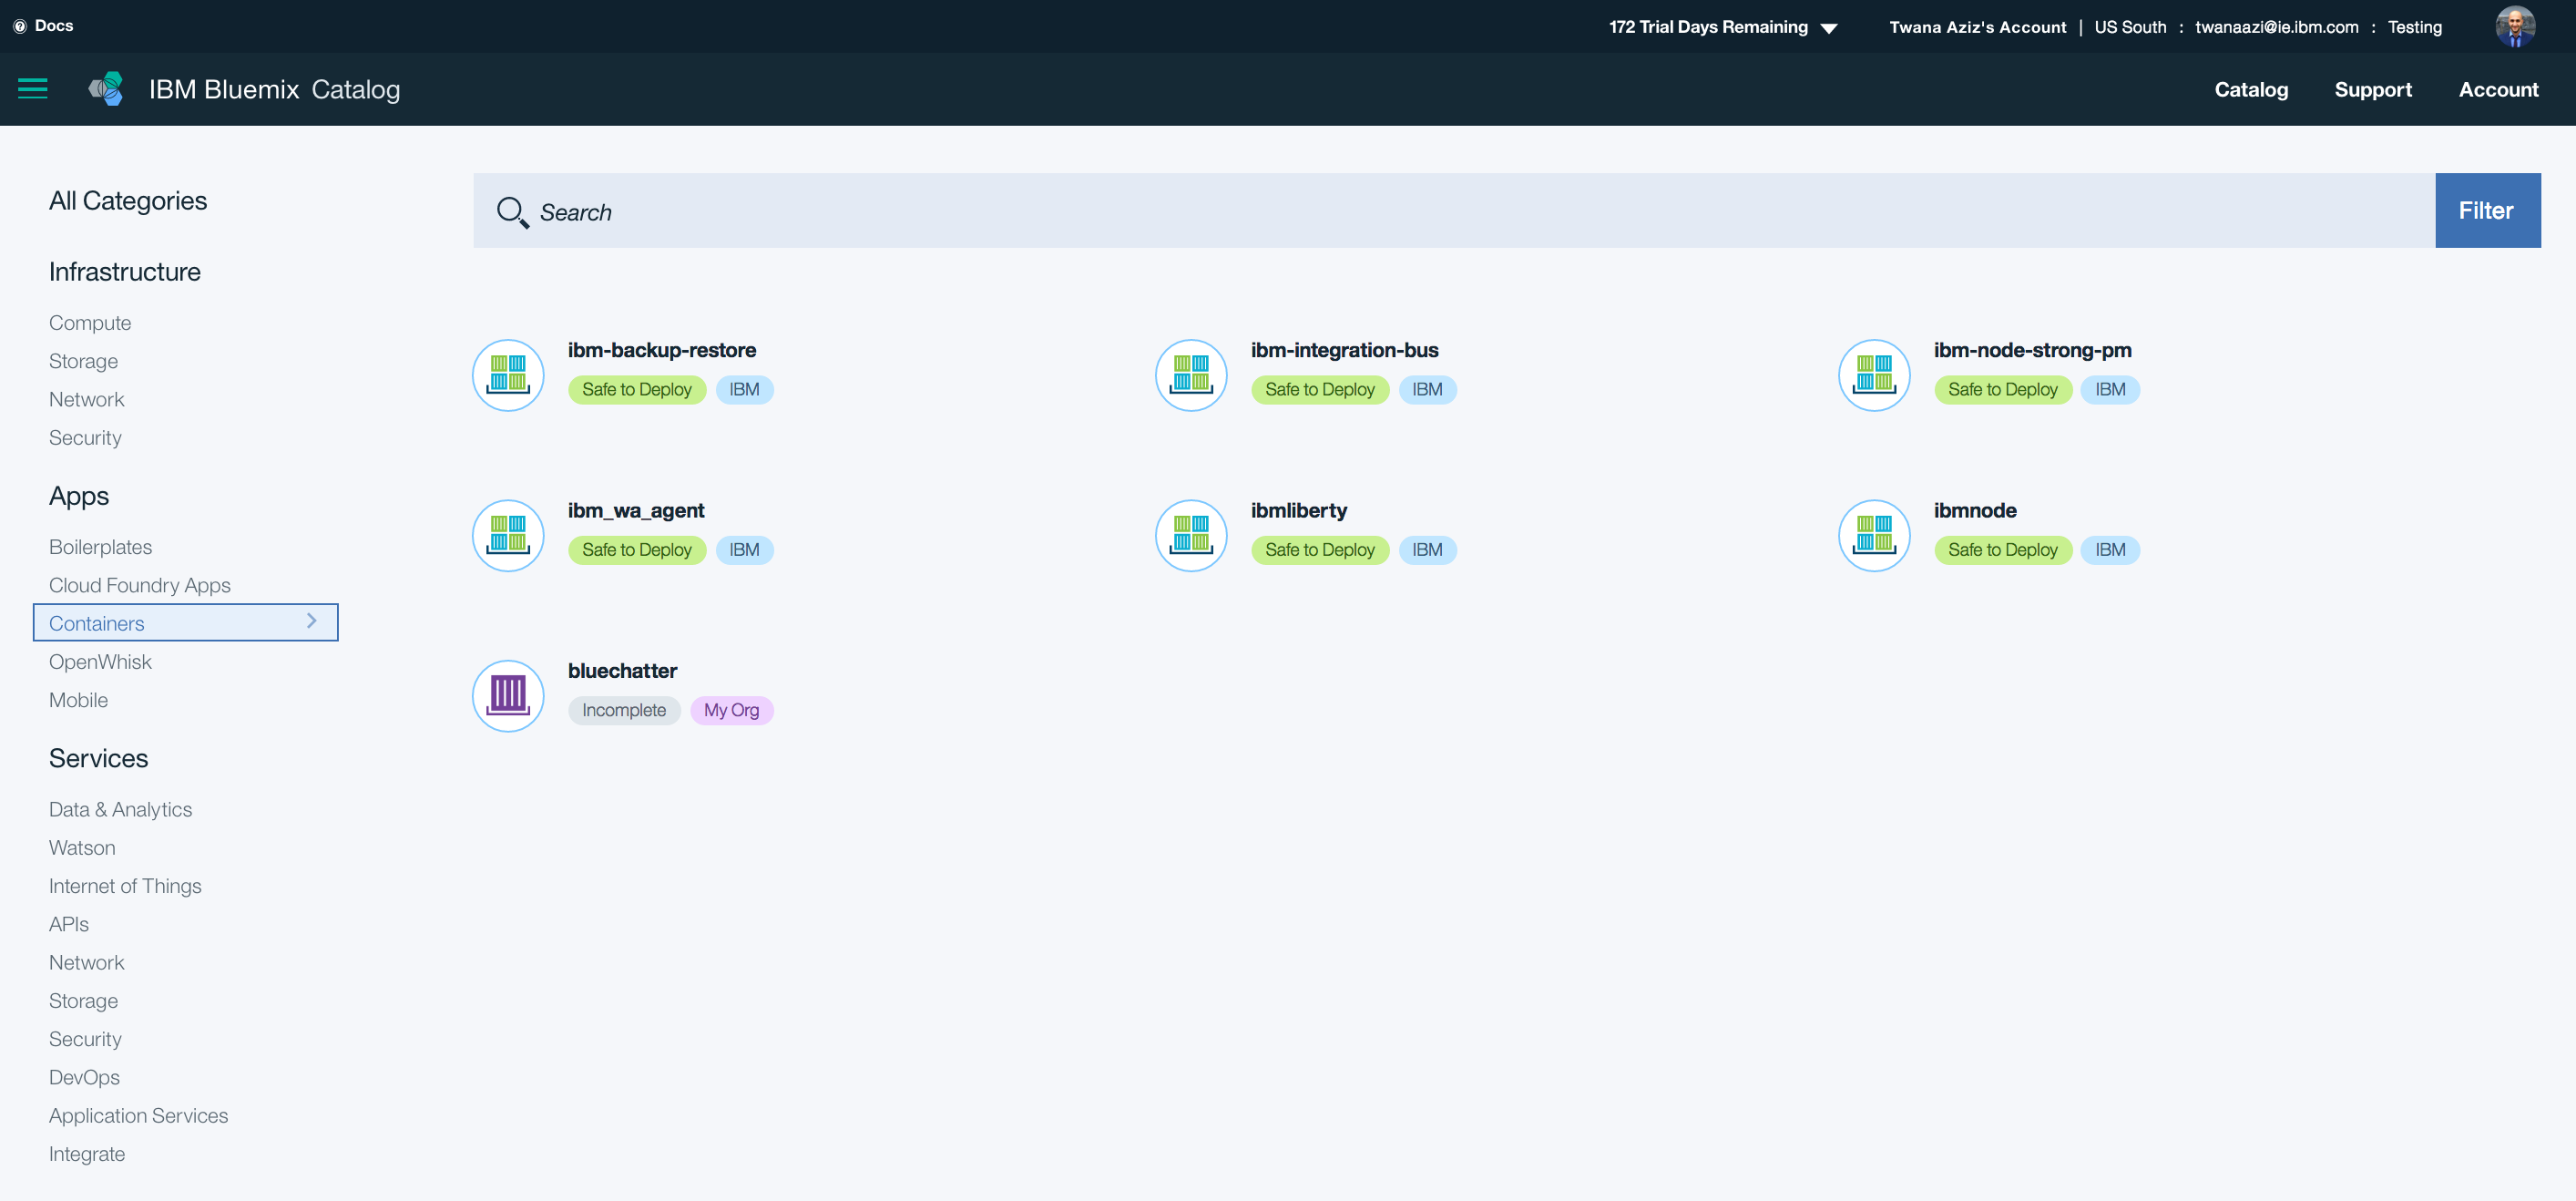 Docs
172 Trial Days Remaining
Twana Aziz's Account | US South : twanaazi@ie.ibm.com : Testing
IBM Bluemix Catalog
Catalog Support Account
All Categories
Infrastructure
Compute
Storage
Network
Security
Apps
Boilerplates
Cloud Foundry Apps
Containers
OpenWhisk
Mobile
Services
Data & Analytics
Watson
Internet of Things
APIs
Network
Storage
Security
DevOps
Application Services
Integrate
Search
Filter
ibm-backup-restore
Safe to Deploy IBM
ibm-integration-bus
Safe to Deploy IBM
ibm-node-strong-pm
Safe to Deploy IBM
ibm_wa_agent
Safe to Deploy IBM
ibmliberty
Safe to Deploy IBM
ibmnode
Safe to Deploy IBM
bluechatter
Incomplete My Org